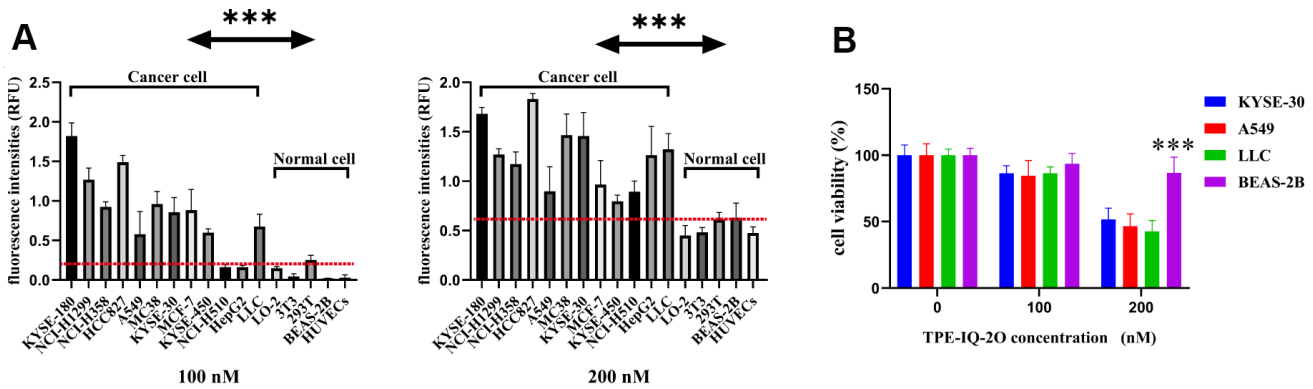 A
***
Cancer cell
Normal cell
fluorescence intensities (RFU)
2.5
2.0
1.5
1.0
0.5
0.0
KYSE-180
NCI-H1299
NCI-H358
HCC827
A549
MC38
KYSE-30
MCF-7
KYSE-450
NCI-H510
HepG2
LLC
LO-2
3T3
293T
BEAS-2B
HUVECs
100 nM
***
Cancer cell
Normal cell
fluorescence intensities (RFU)
2.0
1.5
1.0
0.5
0.0
KYSE-180
NCI-H1299
NCI-H358
HCC827
A549
MC38
KYSE-30
MCF-7
KYSE-450
NCI-H510
HepG2
LLC
LO-2
3T3
293T
BEAS-2B
HUVECs
200 nM
B
cell viability (%)
150
100
50
0
***
KYSE-30
A549
LLC
BEAS-2B
0
100
200
TPE-IQ-2O concentration (nM)